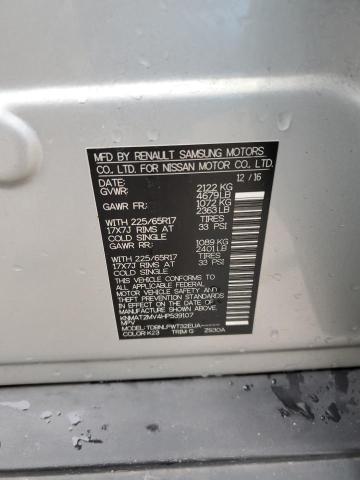 MFD BY RENAULT SAMSUNG MOTORS
CO., LTD. FOR NISSAN MOTOR CO., LTD.
DATE: 12 / 16
GVWR: 2122 KG
4679 LB
GAWR FR: 1072 KG
2363 LB
WITH 225/65R17 TIRES
17X7J RIMS AT 33 PSI
COLD SINGLE
GAWR RR: 1089 KG
2401 LB
WITH 225/65R17 TIRES
17X7J RIMS AT 33 PSI
COLD SINGLE
THIS VEHICLE CONFORMS TO
ALL APPLICABLE FEDERAL
MOTOR VEHICLE SAFETY
STANDARDS IN EFFECT ON
THE DATE OF MANUFACTURE
SHOWN ABOVE
KNMAT2MV4HP539107
MPV
MODEL:
COLOR: K23 TRIM: G